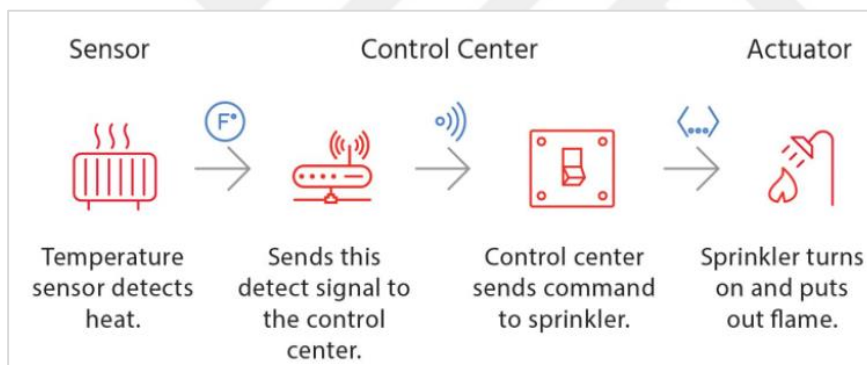 Sensor
Control Center
Actuator
F°
Temperature
sensor detects
heat.
Sends this
detect signal to
the control
center.
Control center
sends command
to sprinkler.
Sprinkler turns
on and puts
out flame.